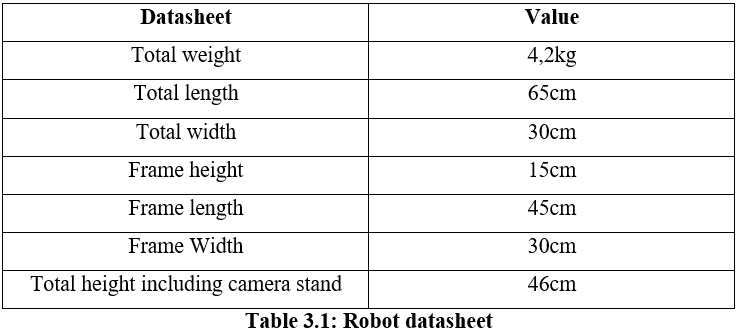 Datasheet Value
Total weight 4,2kg
Total length 65cm
Total width 30cm
Frame height 15cm
Frame length 45cm
Frame Width 30cm
Total height including camera stand 46cm
Table 3.1: Robot datasheet